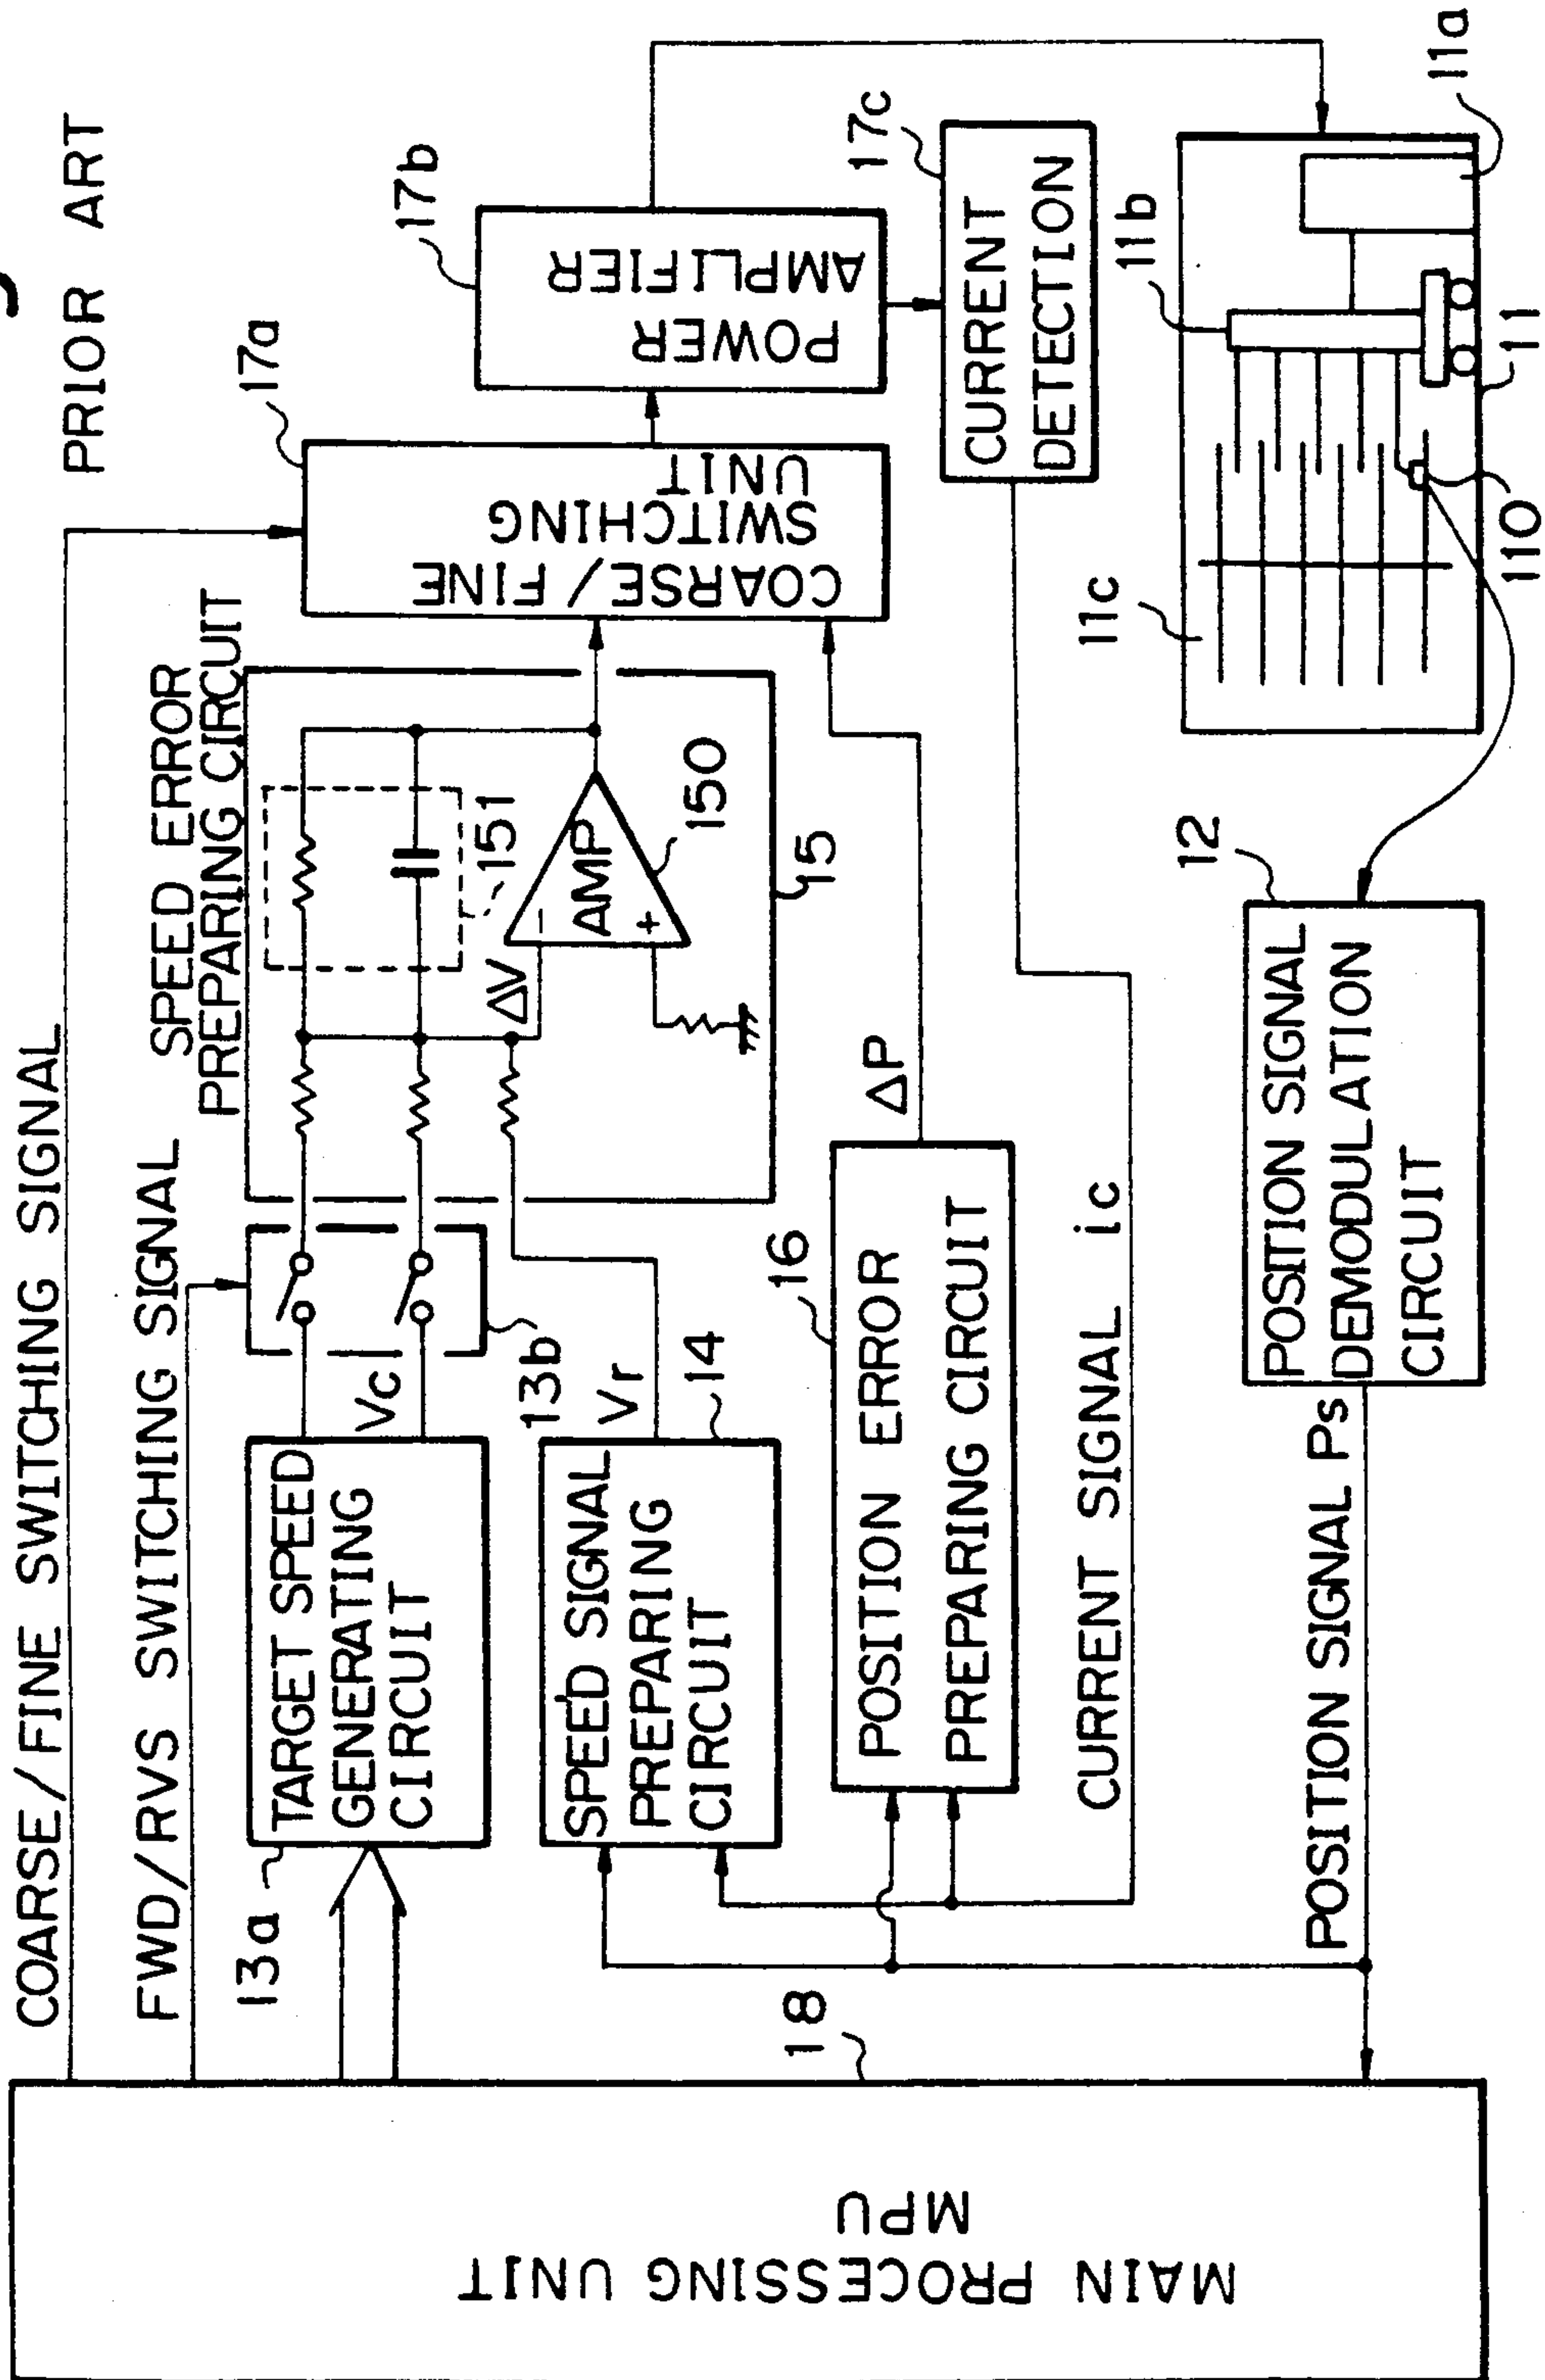 PRIOR ART
COARSE/FINE SWITCHING SIGNAL
FWD/RVS SWITCHING SIGNAL
SPEED ERROR
PREPARING CIRCUIT
17a
17b
17c
13a
TARGET SPEED
GENERATING
CIRCUIT
Vc
13b
151
ΔV
−
AMP
+
150
15
COARSE/FINE
SWITCHING
UNIT
POWER
AMPLIFIER
CURRENT
DETECTION
SPEED SIGNAL
PREPARING
CIRCUIT
Vr
14
16
POSITION ERROR
PREPARING CIRCUIT
ΔP
CURRENT SIGNAL ic
18
MAIN PROCESSING UNIT
MPU
POSITION SIGNAL Ps
12
POSITION SIGNAL
DEMODULATION
CIRCUIT
11c
11b
11a
110
11